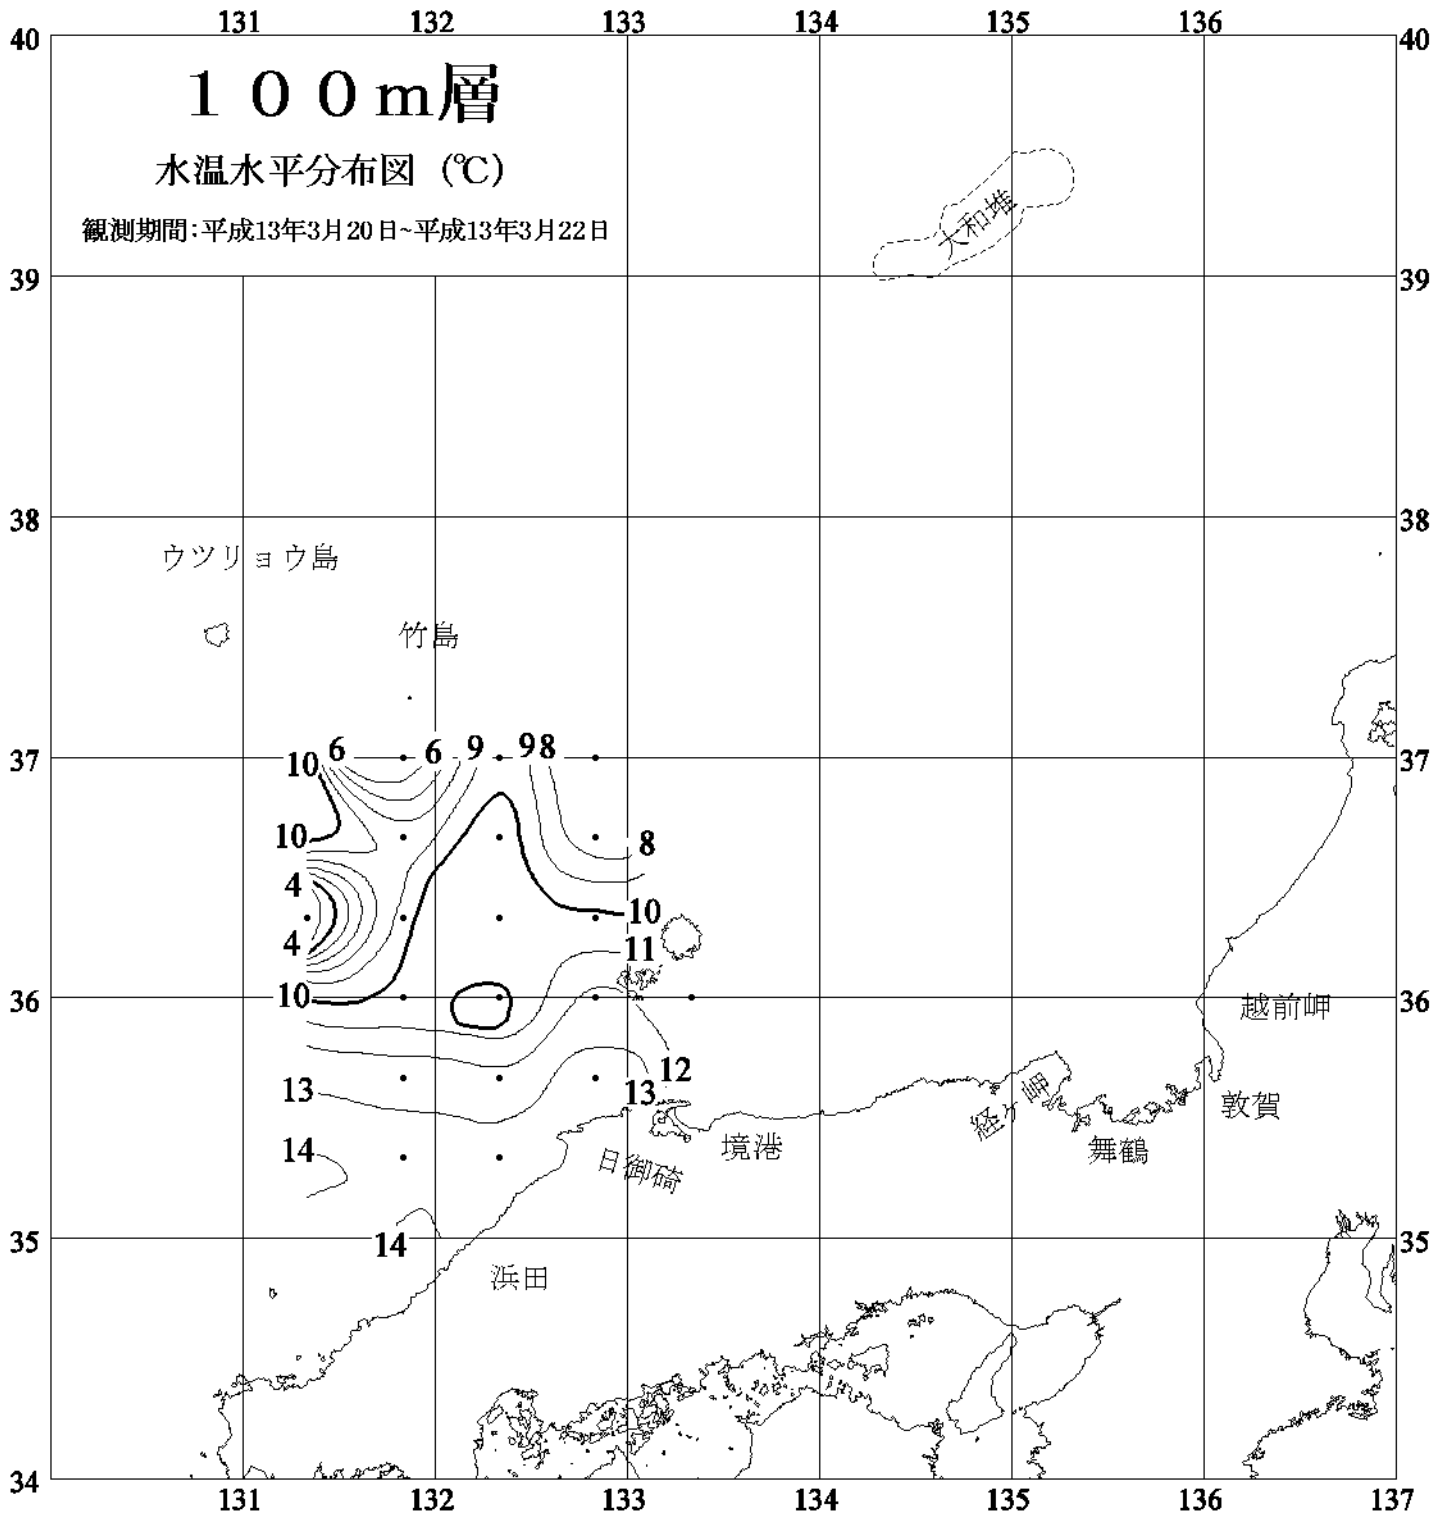 131 132 133 134 135 136
40 40
１００ｍ層
水温水平分布図（℃）
観測期間：平成13年3月20日~平成13年3月22日
大和堆
39 39
38 38
ウツリョウ島
竹島
37 10 6 6 9 9 8 37
10 8
4
10
4 11
36 10 36
越前岬
12
13 13
経ヶ岬
敦賀
14 境港 舞鶴
日御碕
35 14 35
浜田
34
131 132 133 134 135 136 137